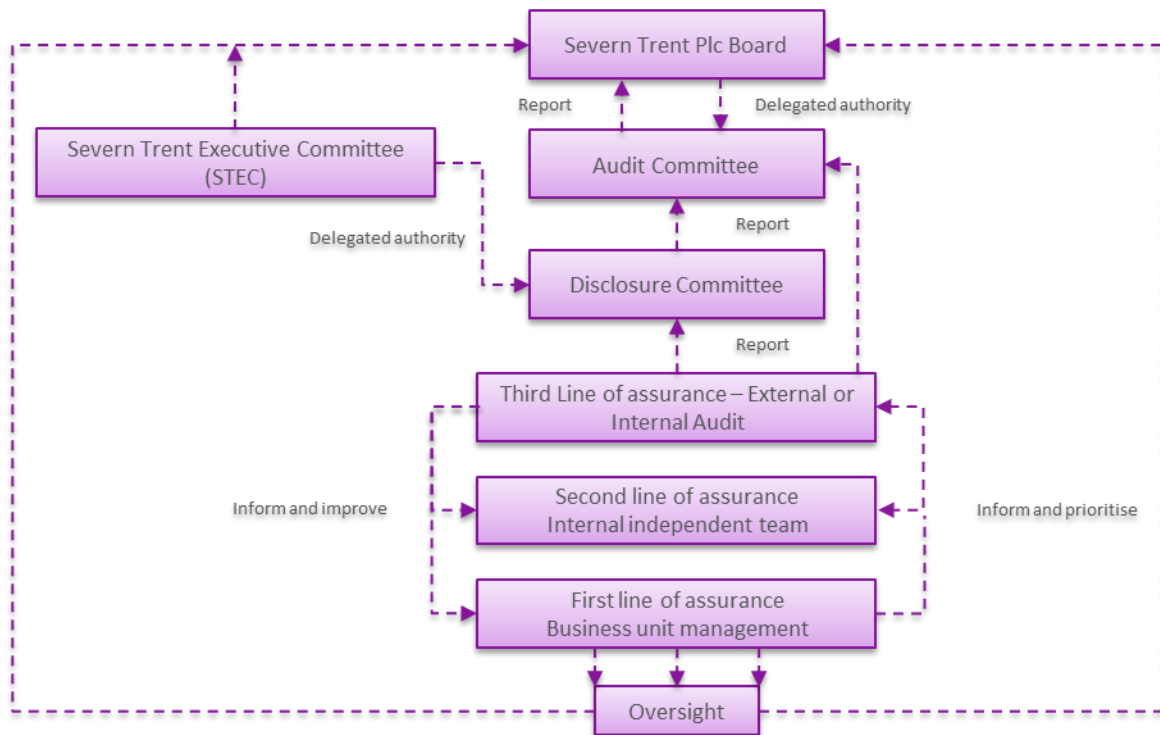 Severn Trent Plc Board
Report
Delegated authority
Severn Trent Executive Committee
(STEC)
Audit Committee
Report
Delegated authority
Disclosure Committee
Report
Third Line of assurance – External or
Internal Audit
Inform and improve
Second line of assurance
Internal independent team
Inform and prioritise
First line of assurance
Business unit management
Oversight